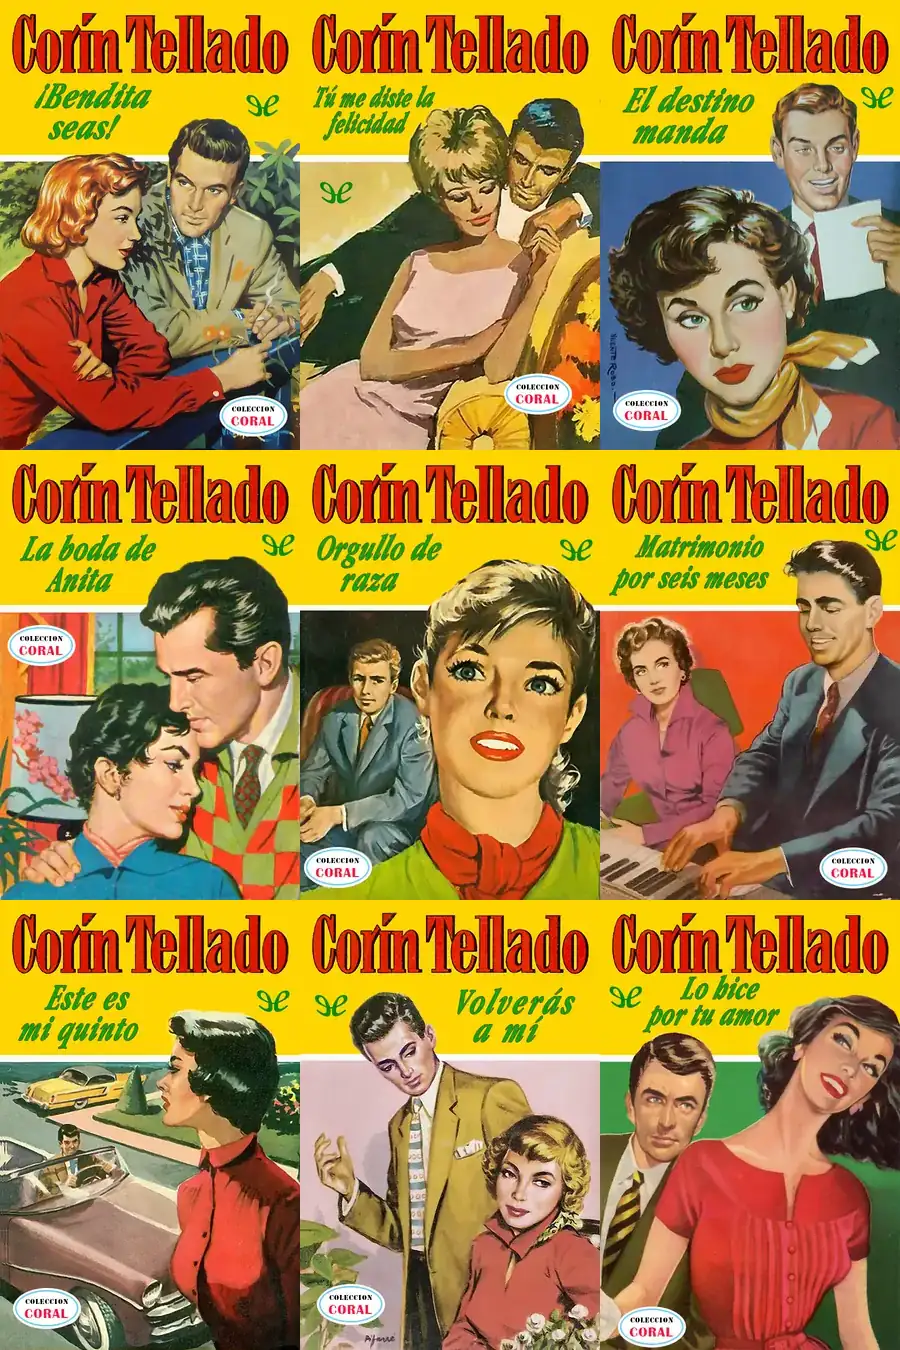 Corín Tellado
¡Bendita
seas!
COLECCION
CORAL
Corín Tellado
Tú me diste la
felicidad
COLECCION
CORAL
Corín Tellado
El destino
manda
VICENTE ROSO.
COLECCION
CORAL
Corín Tellado
La boda de
Anita
COLECCION
CORAL
Corín Tellado
Orgullo de
raza
COLECCION
CORAL
Corín Tellado
Matrimonio
por seis meses
COLECCION
CORAL
Corín Tellado
Este es
mi quinto
COLECCION
CORAL
Corín Tellado
Volverás
a mí
COLECCION
CORAL
Corín Tellado
Lo hice
por tu amor
COLECCION
CORAL